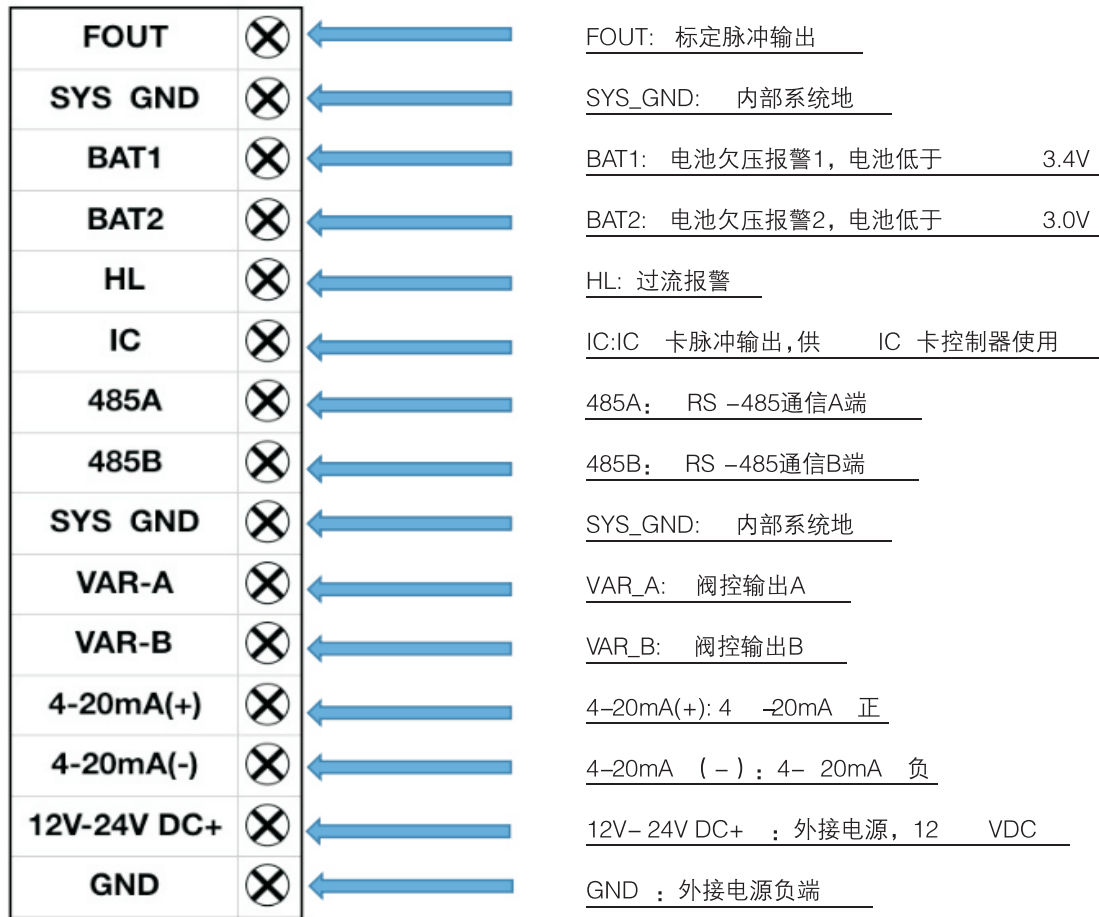 FOUT FOUT: 标定脉冲输出
SYS GND SYS_GND: 内部系统地
BAT1 BAT1: 电池欠压报警1, 电池低于 3.4V
BAT2 BAT2: 电池欠压报警2, 电池低于 3.0V
HL HL: 过流报警
IC IC:IC 卡脉冲输出,供 IC 卡控制器使用
485A 485A: RS –485通信A端
485B 485B: RS –485通信B端
SYS GND SYS_GND: 内部系统地
VAR-A VAR_A: 阀控输出A
VAR-B VAR_B: 阀控输出B
4-20mA(+) 4–20mA(+): 4 –20mA 正
4-20mA(-) 4–20mA (–): 4– 20mA 负
12V-24V DC+ 12V– 24V DC+ : 外接电源, 12 VDC
GND GND : 外接电源负端